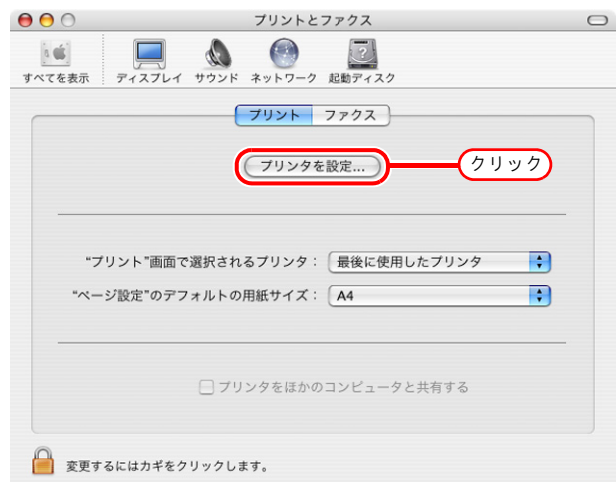 プリントとファクス
すべてを表示 ディスプレイ サウンド ネットワーク 起動ディスク
プリント ファクス
プリンタを設定... クリック
“プリント”画面で選択されるプリンタ： 最後に使用したプリンタ
“ページ設定”のデフォルトの用紙サイズ： A4
プリンタをほかのコンピュータと共有する
変更するにはカギをクリックします。